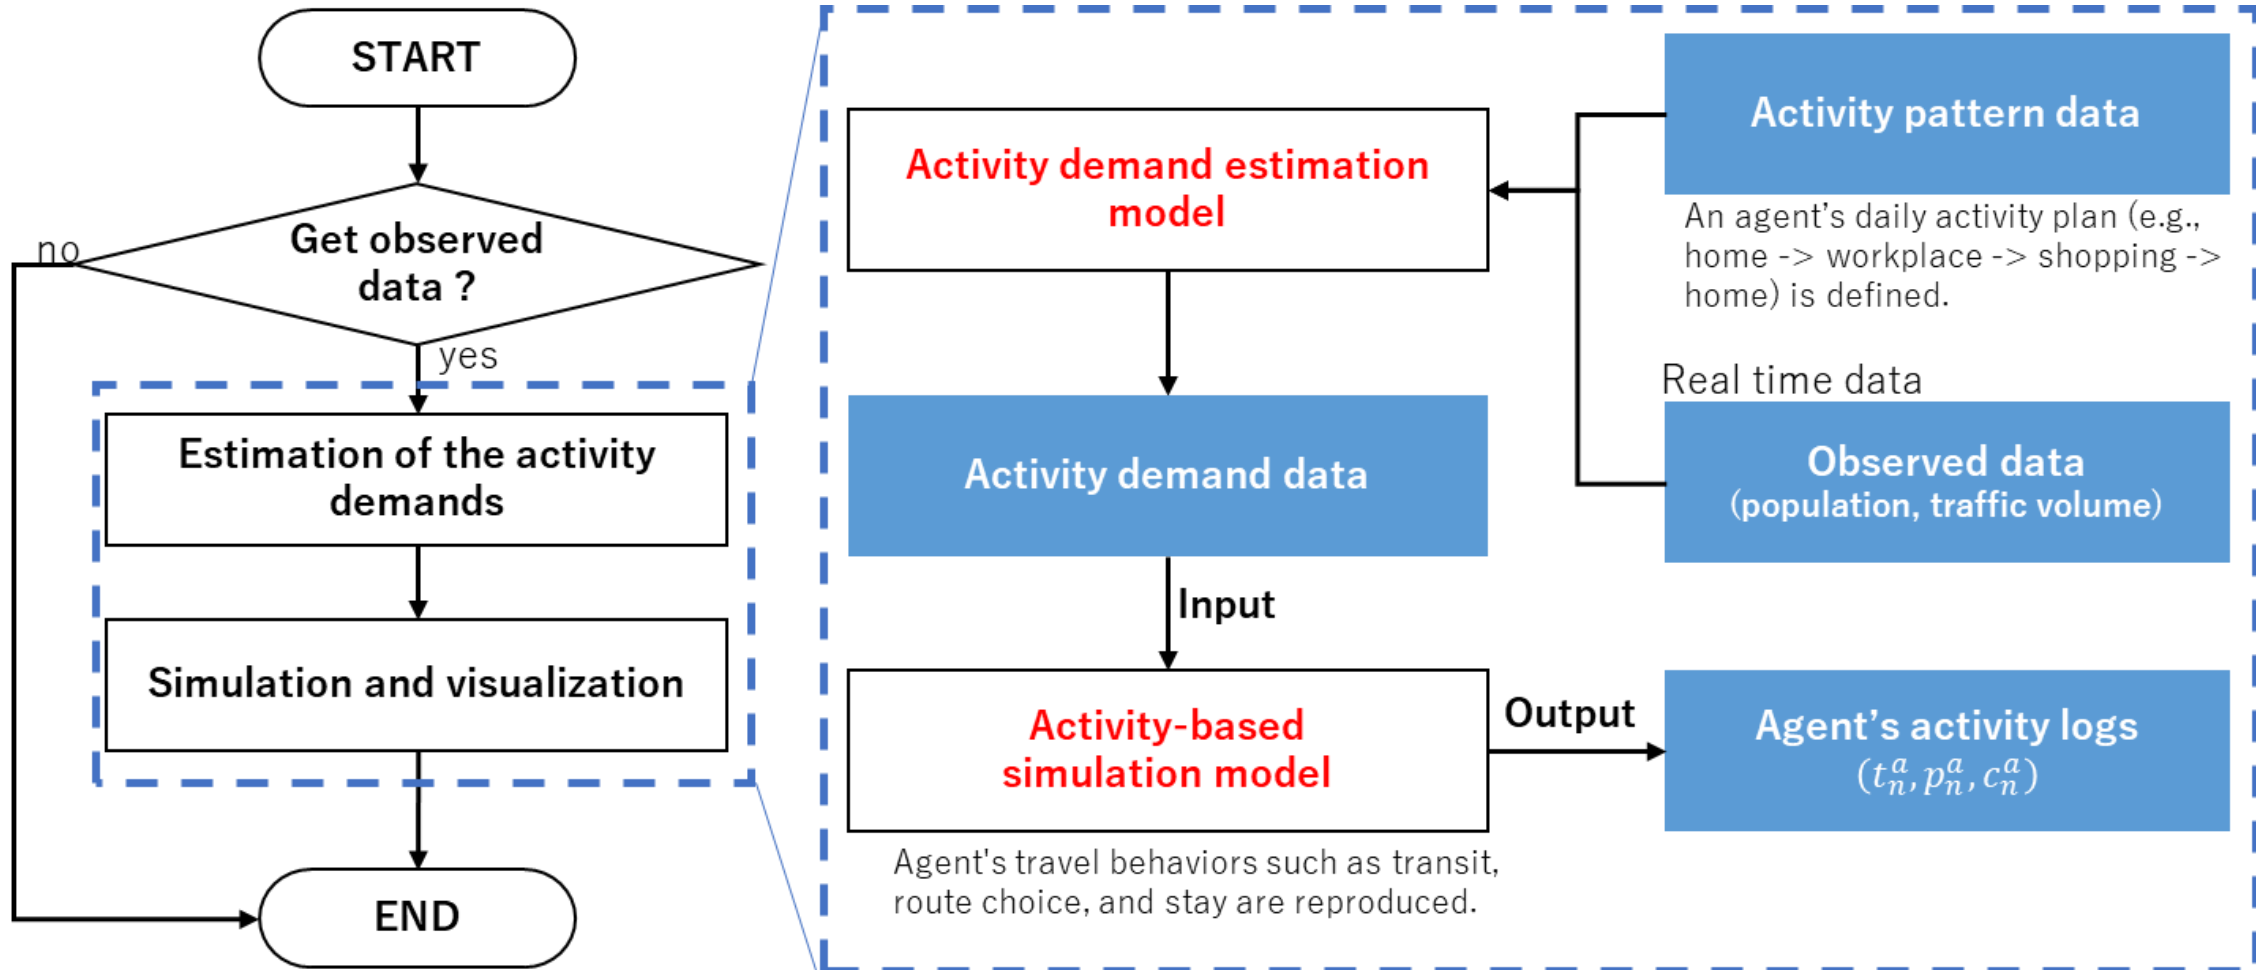 START
Get observed
data ?
no
yes
Estimation of the activity
demands
Simulation and visualization
END
Activity demand estimation
model
Activity demand data
Input
Activity-based
simulation model
Agent's travel behaviors such as transit,
route choice, and stay are reproduced.
Activity pattern data
An agent’s daily activity plan (e.g.,
home -> workplace -> shopping ->
home) is defined.
Real time data
Observed data
(population, traffic volume)
Output
Agent’s activity logs
$(t_n^a, p_n^a, c_n^a)$